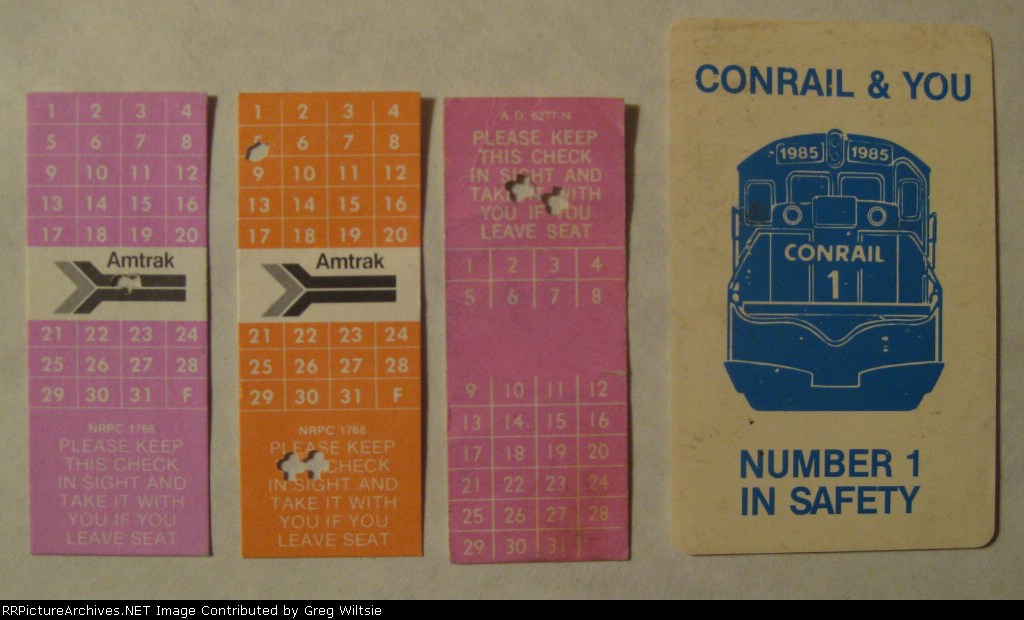 1 2 3 4
5 6 7 8
9 10 11 12
13 14 15 16
17 18 19 20
Amtrak
21 22 23 24
25 26 27 28
29 30 31 F
NRPC 1768
PLEASE KEEP
THIS CHECK
IN SIGHT AND
TAKE IT WITH
YOU IF YOU
LEAVE SEAT
1 2 3 4
6 7 8
9 10 11 12
13 14 15 16
17 18 19 20
Amtrak
21 22 23 24
25 26 27 28
29 30 31 F
NRPC 1768
PLEASE KEEP
CHECK
IN SIGHT AND
TAKE IT WITH
YOU IF YOU
LEAVE SEAT
A.D. 6277-N
PLEASE KEEP
THIS CHECK
IN SIGHT AND
TAKE IT WITH
YOU IF YOU
LEAVE SEAT
1 2 3 4
5 6 7 8
9 10 11 12
13 14 15 16
17 18 19 20
21 22 23 24
25 26 27 28
29 30 31
CONRAIL & YOU
1985 1985
CONRAIL
1
NUMBER 1
IN SAFETY
RRPictureArchives.NET Image Contributed by Greg Wiltsie